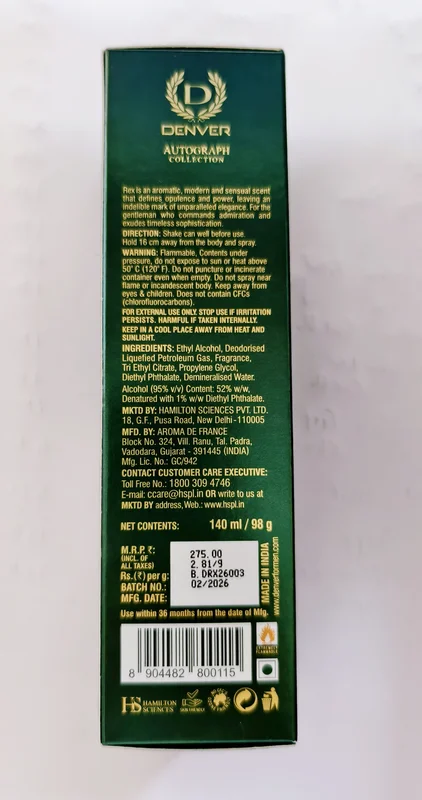 D
DENVER
AUTOGRAPH
COLLECTION
Rex is an aromatic, modern and sensual scent
that defines opulence and power, leaving an
indelible mark of unparalleled elegance. For the
gentleman who commands admiration and
exudes timeless sophistication.
DIRECTION: Shake can well before use.
Hold 16 cm away from the body and spray.
WARNING: Flammable, Contents under
pressure, do not expose to sun or heat above
50° C (120° F). Do not puncture or incinerate
container even when empty. Do not spray near
flame or incandescent body. Keep away from
eyes & children. Does not contain CFCs
(chlorofluorocarbons).
FOR EXTERNAL USE ONLY. STOP USE IF IRRITATION
PERSISTS. HARMFUL IF TAKEN INTERNALLY.
KEEP IN A COOL PLACE AWAY FROM HEAT AND
SUNLIGHT.
INGREDIENTS: Ethyl Alcohol, Deodorised
Liquefied Petroleum Gas, Fragrance,
Tri Ethyl Citrate, Propylene Glycol,
Diethyl Phthalate, Demineralised Water.
Alcohol (95% v/v) Content: 52% w/w,
Denatured with 1% w/w Diethyl Phthalate.
MKTD BY: HAMILTON SCIENCES PVT. LTD.
18, G.F., Pusa Road, New Delhi-110005
MFD. BY: AROMA DE FRANCE
Block No. 324, Vill. Ranu, Tal. Padra,
Vadodara, Gujarat - 391445 (INDIA)
Mfg. Lic. No.: GC/942
CONTACT CUSTOMER CARE EXECUTIVE:
Toll Free No.: 1800 309 4746
E-mail: ccare@hspl.in OR write to us at
MKTD BY address, Web.: www.hspl.in
NET CONTENTS: 140 ml / 98 g
M.R.P. ₹: 275.00
(INCL. OF
ALL TAXES)
Rs.(₹) per g: 2.81/9
BATCH NO.: B.DRX26003
MFG. DATE: 02/2026
MADE IN INDIA
www.denverformen.com
Use within 36 months from the date of Mfg.
EXTREMELY
FLAMMABLE
8 904482 800115
HS HAMILTON
SCIENCES